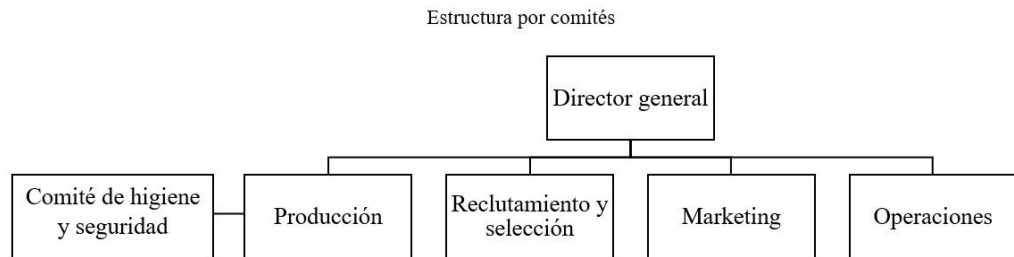 Estructura por comités
Director general
Comité de higiene
y seguridad
Producción
Reclutamiento y
selección
Marketing
Operaciones